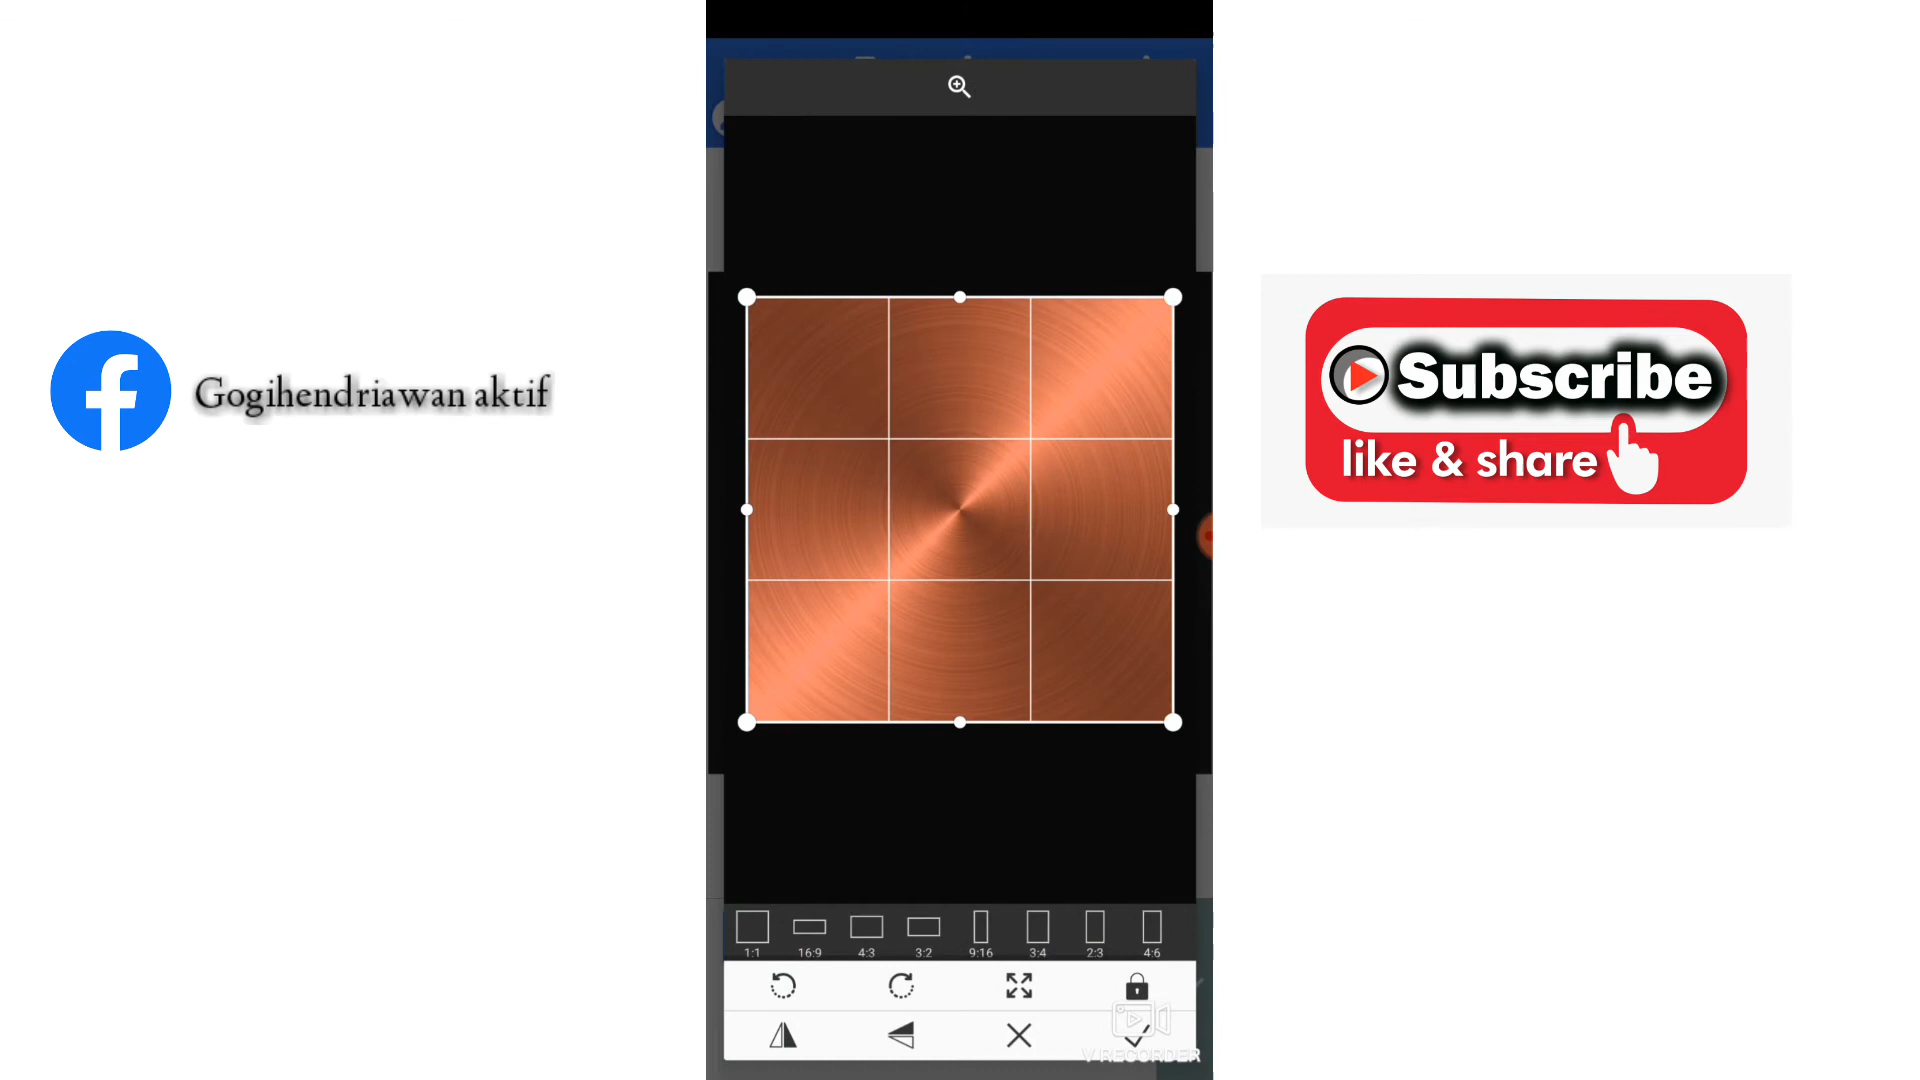 Gogihendriawan aktif
Subscribe
like & share
1:1 16:9 4:3 3:2 9:16 3:4 2:3 4:6
V RECORDER